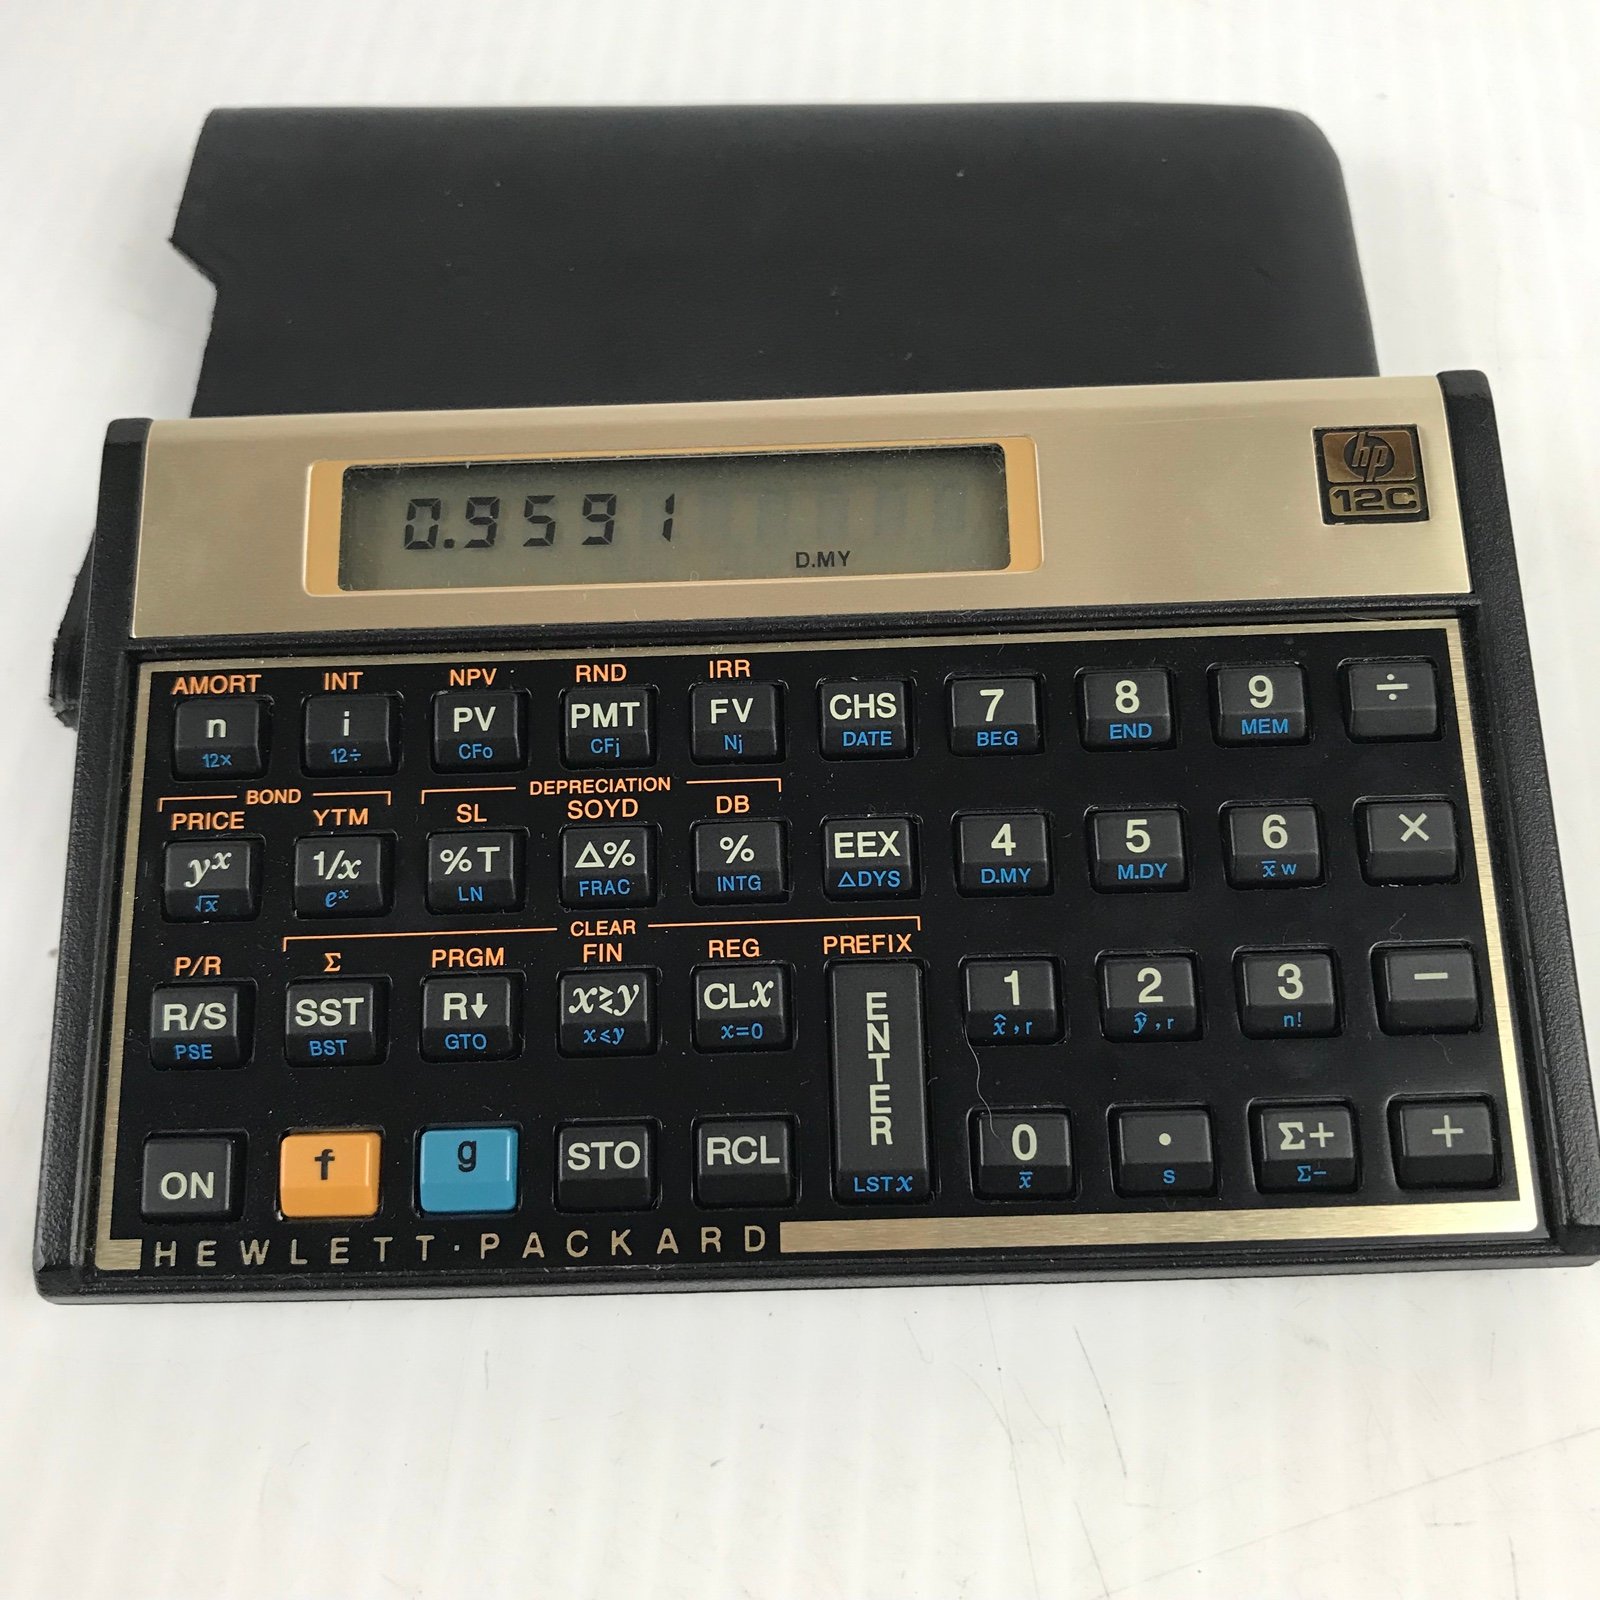 0.9591
D.MY
hp
12C
AMORT INT NPV RND IRR
n i PV PMT FV CHS 7 8 9 ÷
12× 12÷ CFo CFj Nj DATE BEG END MEM
BOND DEPRECIATION
PRICE YTM SL SOYD DB
yˣ 1/x %T Δ% % EEX 4 5 6 ×
√x eˣ LN FRAC INTG ΔDYS D.MY M.DY x̄w
CLEAR
P/R Σ PRGM FIN REG PREFIX
R/S SST R↓ x≷y CLx ENTER 1 2 3 −
PSE BST GTO x≤y x=0 x̂,r ŷ,r n!
ON f g STO RCL 0 . Σ+ +
LSTx x̄ s Σ−
HEWLETT·PACKARD